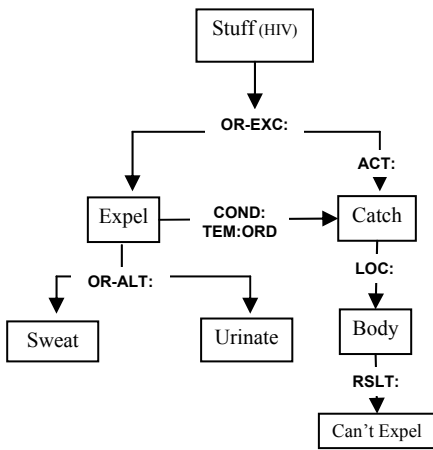 Stuff (HIV)
OR-EXC:
ACT:
Expel
COND:
TEM:ORD
Catch
LOC:
OR-ALT:
Sweat
Urinate
Body
RSLT:
Can't Expel